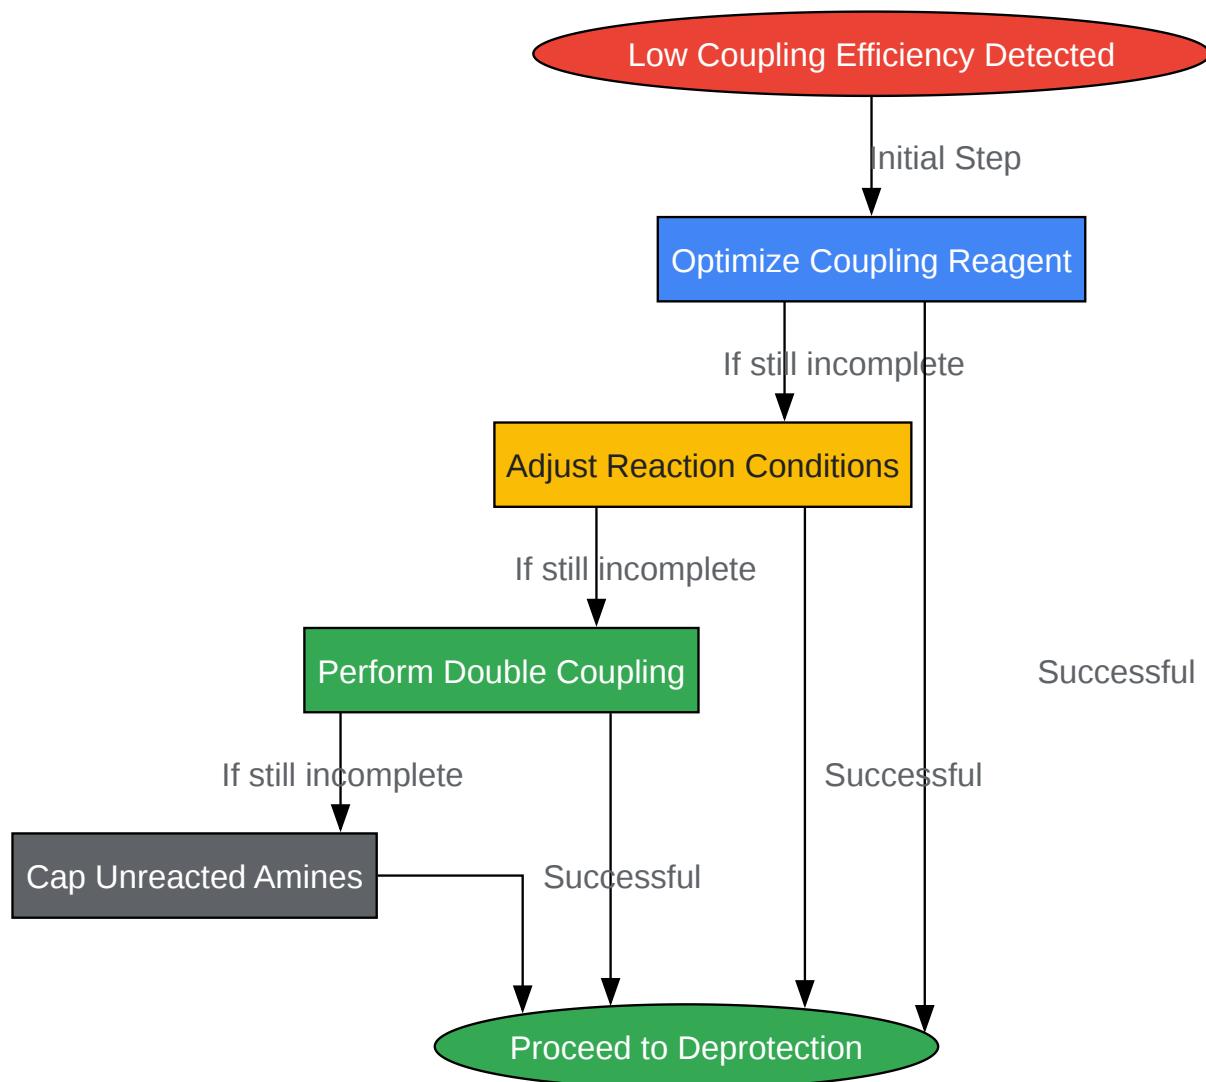 Low Coupling Efficiency Detected
Initial Step
Optimize Coupling Reagent
If still incomplete
Adjust Reaction Conditions
If still incomplete
Perform Double Coupling
Successful
If still incomplete
Successful
Cap Unreacted Amines
Successful
Proceed to Deprotection